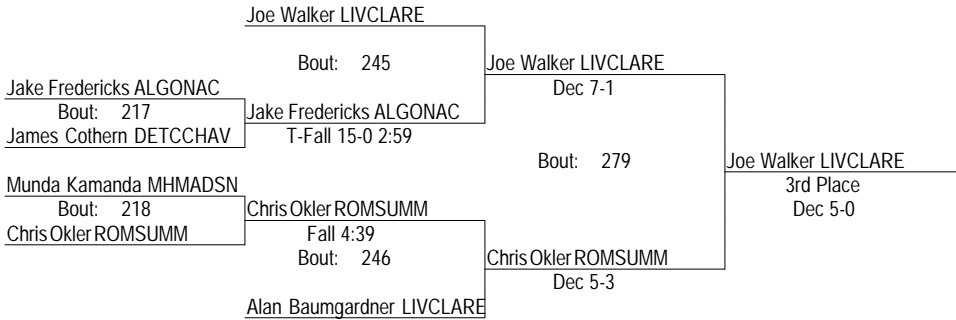 Joe Walker LIVCLARE
Bout: 245
Joe Walker LIVCLARE
Jake Fredericks ALGONAC
Dec 7-1
Bout: 217
Jake Fredericks ALGONAC
James Cothern DETCCHAV
T-Fall 15-0 2:59
Bout: 279
Joe Walker LIVCLARE
Munda Kamanda MHMADSN
3rd Place
Bout: 218
Chris Okler ROMSUMM
Dec 5-0
Chris Okler ROMSUMM
Fall 4:39
Bout: 246
Chris Okler ROMSUMM
Dec 5-3
Alan Baumgardner LIVCLARE